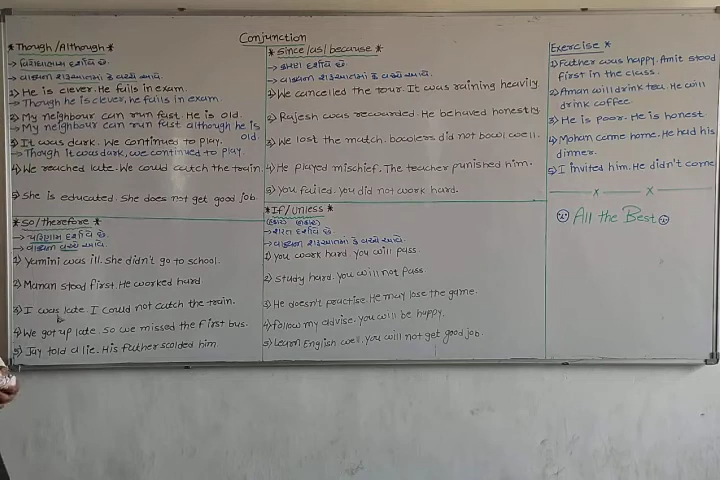 Conjunction
* Though/Although *
→ વિરોધાભાસ દર્શાવે છે.
→ વાક્યના શરૂઆતમાં કે વચ્ચે આવે.
1) He is clever. He fails in exam.
→ Though he is clever, he fails in exam.
2) My neighbour can run fast. He is old.
→ My neighbour can run fast although he is old.
3) It was dark. We continued to play.
→ Though it was dark, we continued to play.
4) We reached late. We could catch the train.
5) She is educated. She does not get good job.
* So/therefore *
→ પરિણામ દર્શાવે છે.
→ વાક્યના વચ્ચે આવે.
1) Yamini was ill. She didn't go to school.
2) Manan stood first. He worked hard.
3) I was late. I could not catch the train.
4) We got up late. So we missed the first bus.
5) Jay told a lie. His father scolded him.
* Since/as/because *
→ કારણ દર્શાવે છે.
→ વાક્યના શરૂઆતમાં કે વચ્ચે આવે.
1) We cancelled the tour. It was raining heavily
2) Rajesh was rewarded. He behaved honestly
3) We lost the match. bowlers did not bowl well.
4) He played mischief. The teacher punished him.
5) You failed. You did not work hard.
* If/Unless *
(હકાર) (નકાર)
→ શરત દર્શાવે છે.
→ વાક્યના શરૂઆતમાં કે વચ્ચે આવે.
1) you work hard you will pass.
2) Study hard. you will not pass.
3) He doesn't practise. He may lose the game.
4) follow my advise. you will be happy.
5) learn English well. you will not get good job.
Exercise *
1) Father was happy. Amit stood
first in the class.
2) Aman will drink tea. He will
drink coffee
3) He is poor. He is honest
4) Mohan came home. He had his
dinner.
5) I invited him. He didn't come
x x
All the Best